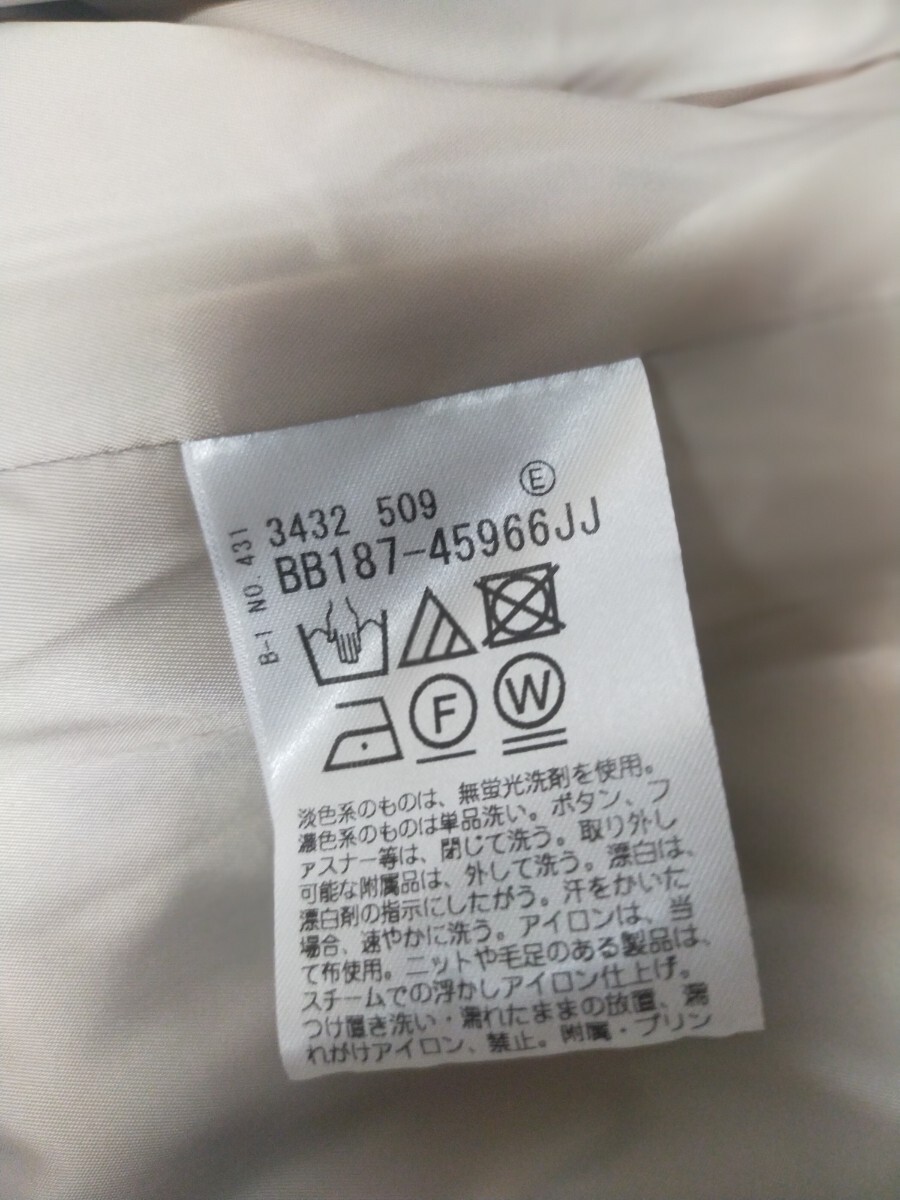 B-1 NO. 431
3432 509 Ⓔ
BB187-45966JJ
F W
淡色系のものは、無蛍光洗剤を使用。
濃色系のものは単品洗い。ボタン、フ
ァスナー等は、閉じて洗う。取り外し
可能な附属品は、外して洗う。漂白は、
漂白剤の指示にしたがう。汗をかいた
場合、速やかに洗う。アイロンは、当
て布使用。ニットや毛足のある製品は、
スチームでの浮かしアイロン仕上げ。
つけ置き洗い・濡れたままの放置、濡
れがけアイロン、禁止。附属・プリン